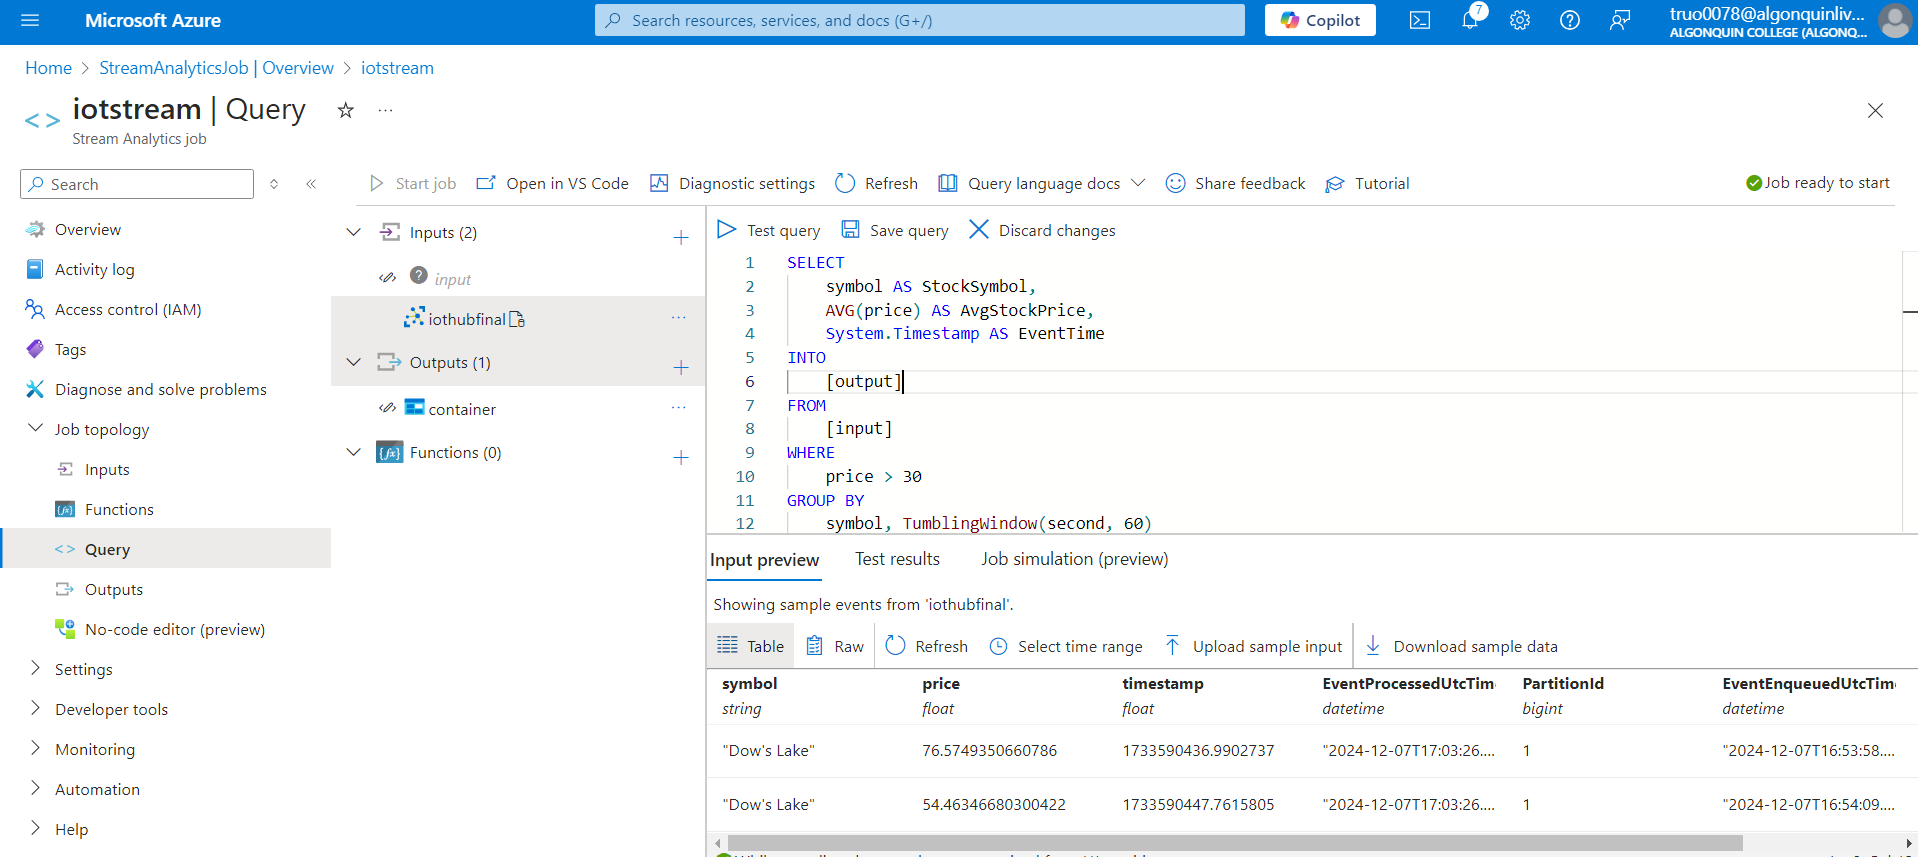 Microsoft Azure
Search resources, services, and docs (G+/)
Copilot
7
truo0078@algonquinliv...
ALGONQUIN COLLEGE (ALGONQ...
Home > StreamAnalyticsJob | Overview > iotstream
iotstream | Query
Stream Analytics job
Search
Start job
Open in VS Code
Diagnostic settings
Refresh
Query language docs
Share feedback
Tutorial
Job ready to start
Overview
Activity log
Access control (IAM)
Tags
Diagnose and solve problems
Job topology
Inputs
Functions
Query
Outputs
No-code editor (preview)
Settings
Developer tools
Monitoring
Automation
Help
Inputs (2)
input
iothubfinal
Outputs (1)
container
Functions (0)
Test query
Save query
Discard changes
1 SELECT
2 symbol AS StockSymbol,
3 AVG(price) AS AvgStockPrice,
4 System.Timestamp AS EventTime
5 INTO
6 [output]
7 FROM
8 [input]
9 WHERE
10 price > 30
11 GROUP BY
12 symbol, TumblingWindow(second, 60)
Input preview
Test results
Job simulation (preview)
Showing sample events from 'iothubfinal'.
Table
Raw
Refresh
Select time range
Upload sample input
Download sample data
symbol price timestamp EventProcessedUtcTim PartitionId EventEnqueuedUtcTim
string float float datetime bigint datetime
"Dow's Lake" 76.5749350660786 1733590436.9902737 "2024-12-07T17:03:26.... 1 "2024-12-07T16:53:58....
"Dow's Lake" 54.46346680300422 1733590447.7615805 "2024-12-07T17:03:26.... 1 "2024-12-07T16:54:09....